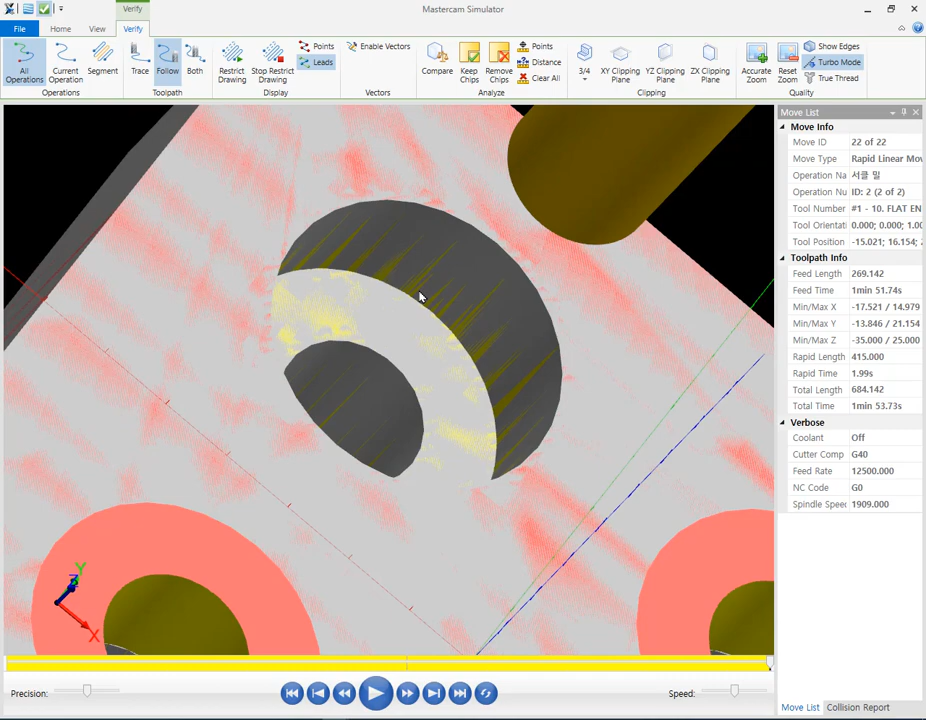 Verify
Mastercam Simulator
File
Home
View
Verify
All Operations
Current Operation
Segment
Operations
Trace
Follow
Both
Toolpath
Restrict
Stop Restrict Drawing
Points
Leads
Display
Enable Vectors
Vectors
Compare
Keep Chips
Remove Chips
Points
Distance
Clear All
Analyze
3/4
XY Clipping Plane
YZ Clipping Plane
ZX Clipping Plane
Clipping
Accurate Zoom
Reset Zoom
Show Edges
Turbo Mode
True Thread
Quality
Move List
Move Info
Move ID 22 of 22
Move Type Rapid Linear Mov
Operation Na 서클 밀
Operation Nu ID: 2 (2 of 2)
Tool Number #1 - 10. FLAT EN
Tool Orientati 0.000; 0.000; 1.00
Tool Position -15.021; 16.154; 2
Toolpath Info
Feed Length 269.142
Feed Time 1min 51.74s
Min/Max X -17.521 / 14.979
Min/Max Y -13.846 / 21.154
Min/Max Z -35.000 / 25.000
Rapid Length 415.000
Rapid Time 1.99s
Total Length 684.142
Total Time 1min 53.73s
Verbose
Coolant Off
Cutter Comp G40
Feed Rate 12500.000
NC Code G0
Spindle Speed 1909.000
Y
Z
X
Precision:
Speed:
Move List
Collision Report